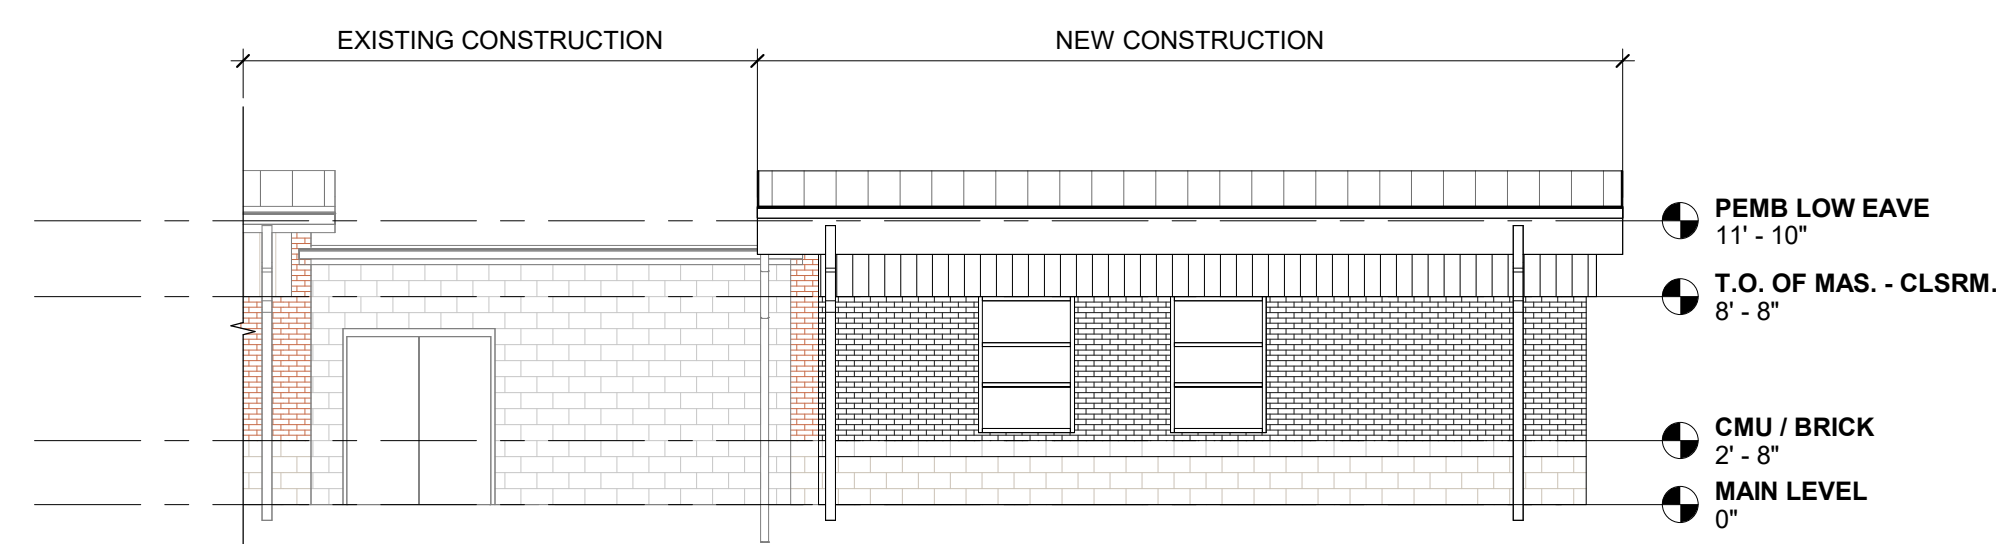 EXISTING CONSTRUCTION
NEW CONSTRUCTION
PEMB LOW EAVE
11' - 10"
T.O. OF MAS. - CLSRM.
8' - 8"
CMU / BRICK
2' - 8"
MAIN LEVEL
0"